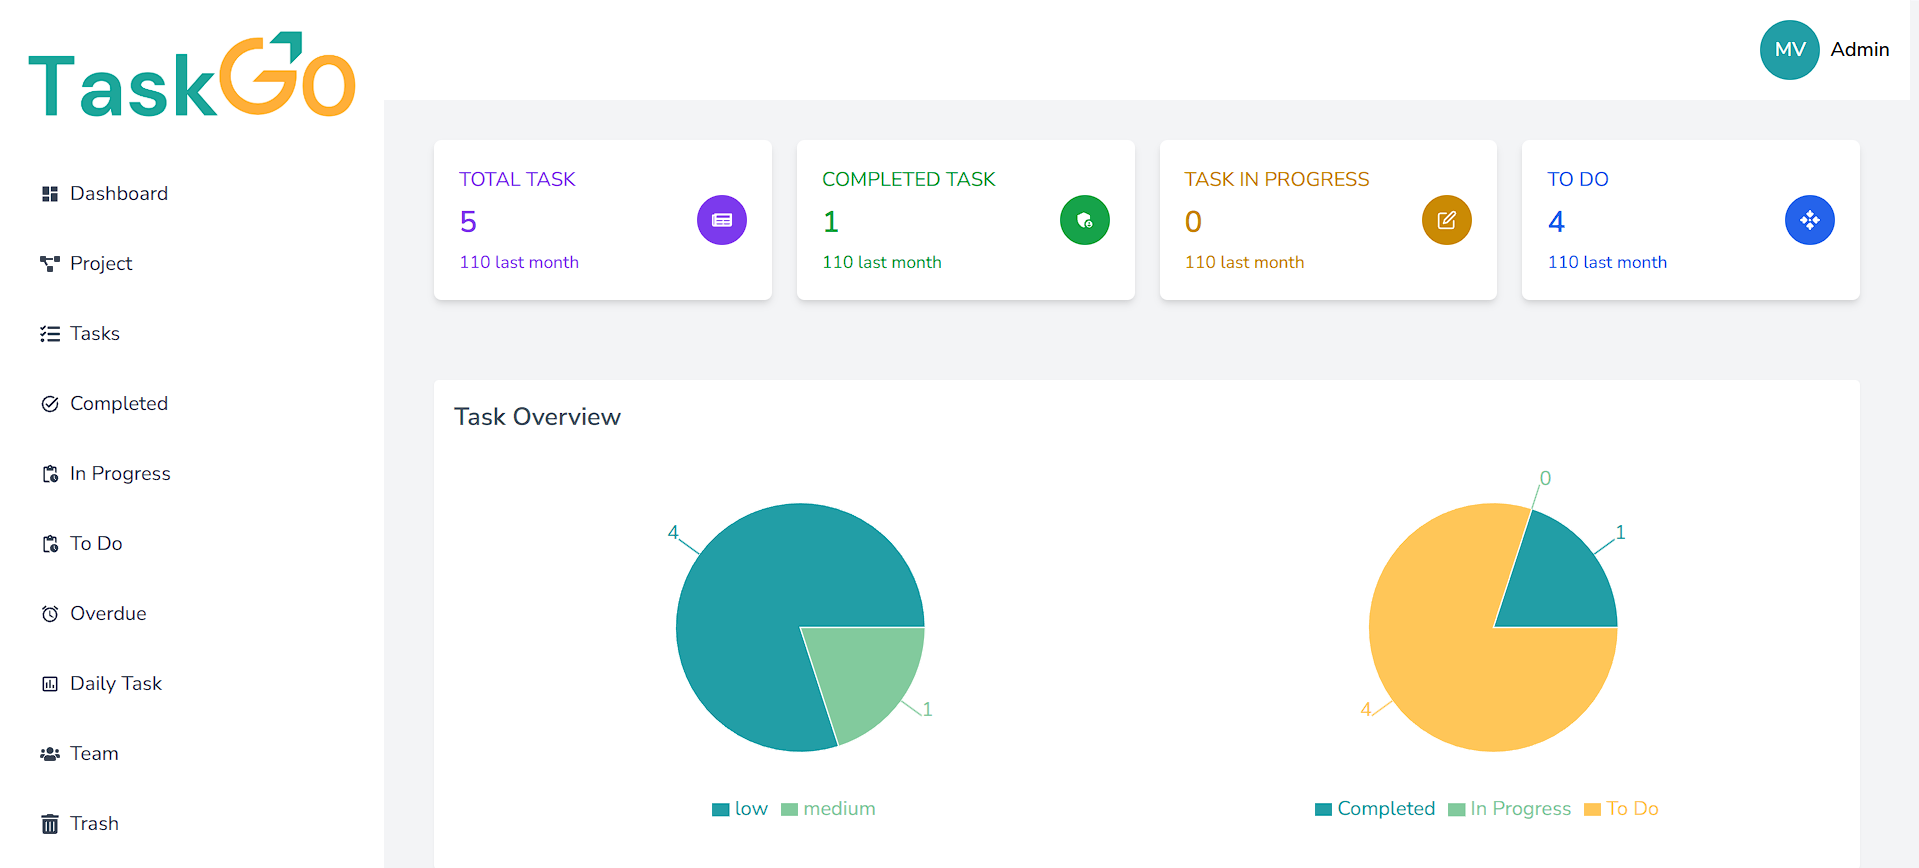 TaskGo
MV Admin
Dashboard
Project
Tasks
Completed
In Progress
To Do
Overdue
Daily Task
Team
Trash
TOTAL TASK
5
110 last month
COMPLETED TASK
1
110 last month
TASK IN PROGRESS
0
110 last month
TO DO
4
110 last month
Task Overview
4
1
low medium
0
1
4
Completed In Progress To Do